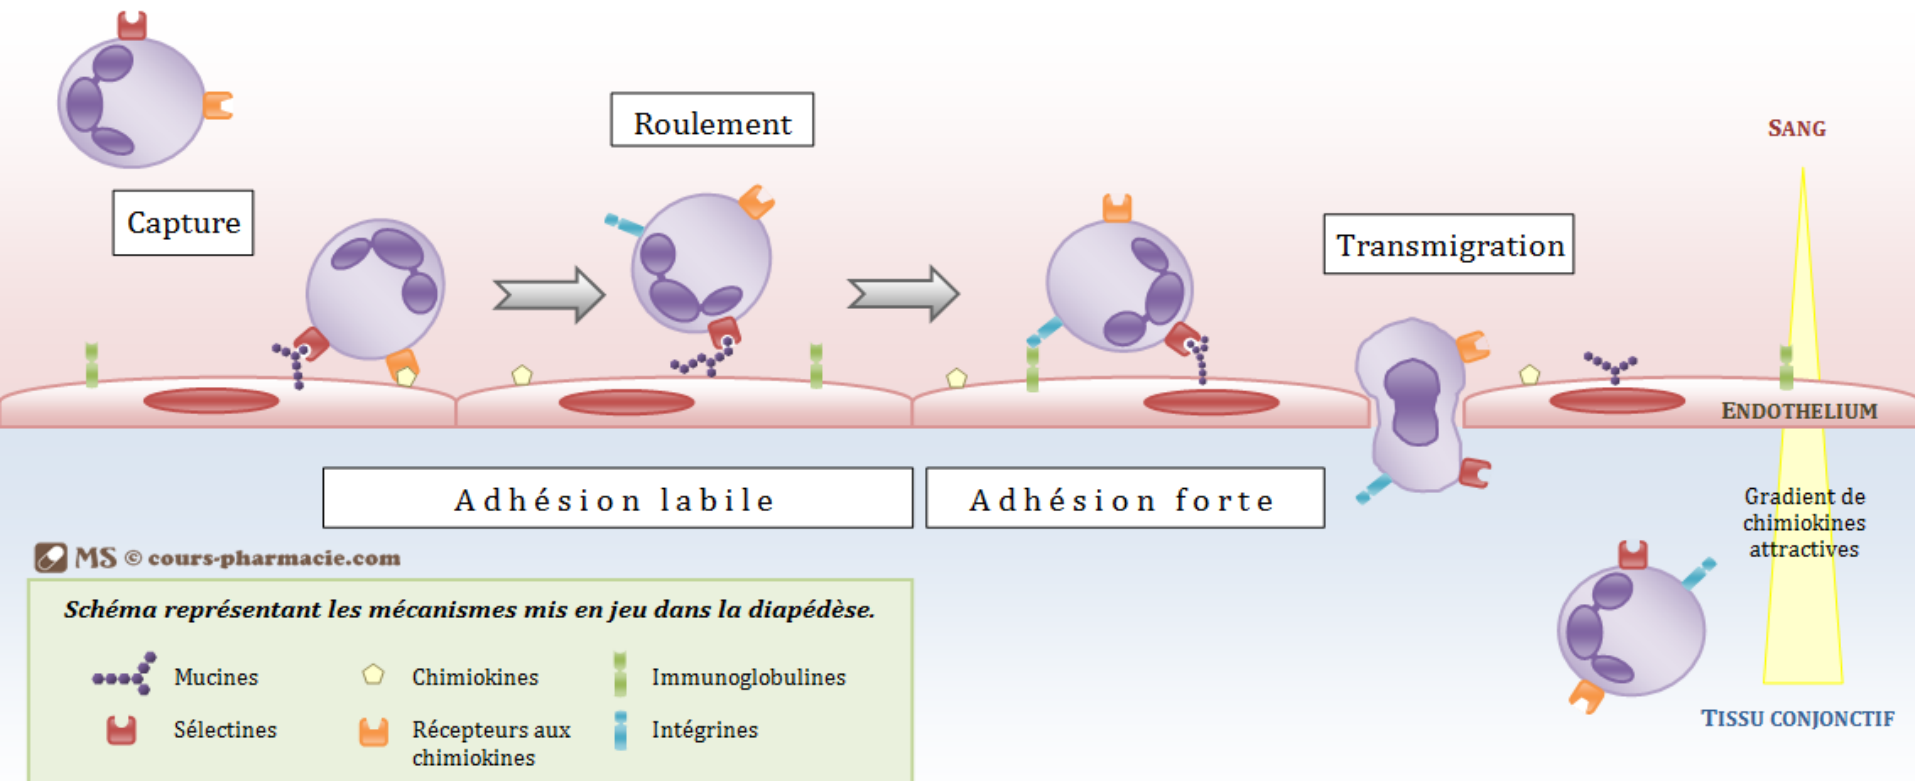 Roulement
SANG
Capture
Transmigration
ENDOTHELIUM
Adhésion labile
Adhésion forte
Gradient de
chimiokines
attractives
MS © cours-pharmacie.com
Schéma représentant les mécanismes mis en jeu dans la diapédèse.
Mucines
Chimiokines
Immunoglobulines
Sélectines
Récepteurs aux
chimiokines
Intégrines
TISSU CONJONCTIF